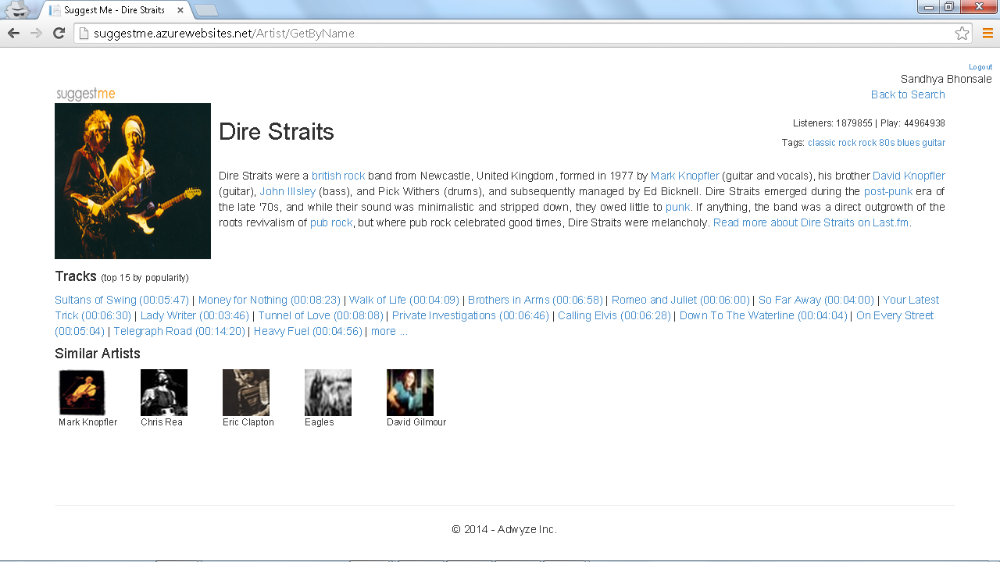 Suggest Me - Dire Straits
suggestme.azurewebsites.net/Artist/GetByName
Logout
Sandhya Bhonsale
suggestme
Back to Search
Dire Straits
Listeners: 1879855 | Play: 44964938
Tags: classic rock rock 80s blues guitar
Dire Straits were a british rock band from Newcastle, United Kingdom, formed in 1977 by Mark Knopfler (guitar and vocals), his brother David Knopfler
(guitar), John Illsley (bass), and Pick Withers (drums), and subsequently managed by Ed Bicknell. Dire Straits emerged during the post-punk era of
the late '70s, and while their sound was minimalistic and stripped down, they owed little to punk. If anything, the band was a direct outgrowth of the
roots revivalism of pub rock, but where pub rock celebrated good times, Dire Straits were melancholy. Read more about Dire Straits on Last.fm.
Tracks (top 15 by popularity)
Sultans of Swing (00:05:47) | Money for Nothing (00:08:23) | Walk of Life (00:04:09) | Brothers in Arms (00:06:58) | Romeo and Juliet (00:06:00) | So Far Away (00:04:00) | Your Latest
Trick (00:06:30) | Lady Writer (00:03:46) | Tunnel of Love (00:08:08) | Private Investigations (00:06:46) | Calling Elvis (00:06:28) | Down To The Waterline (00:04:04) | On Every Street
(00:05:04) | Telegraph Road (00:14:20) | Heavy Fuel (00:04:56) | more ...
Similar Artists
Mark Knopfler
Chris Rea
Eric Clapton
Eagles
David Gilmour
© 2014 - Adwyze Inc.